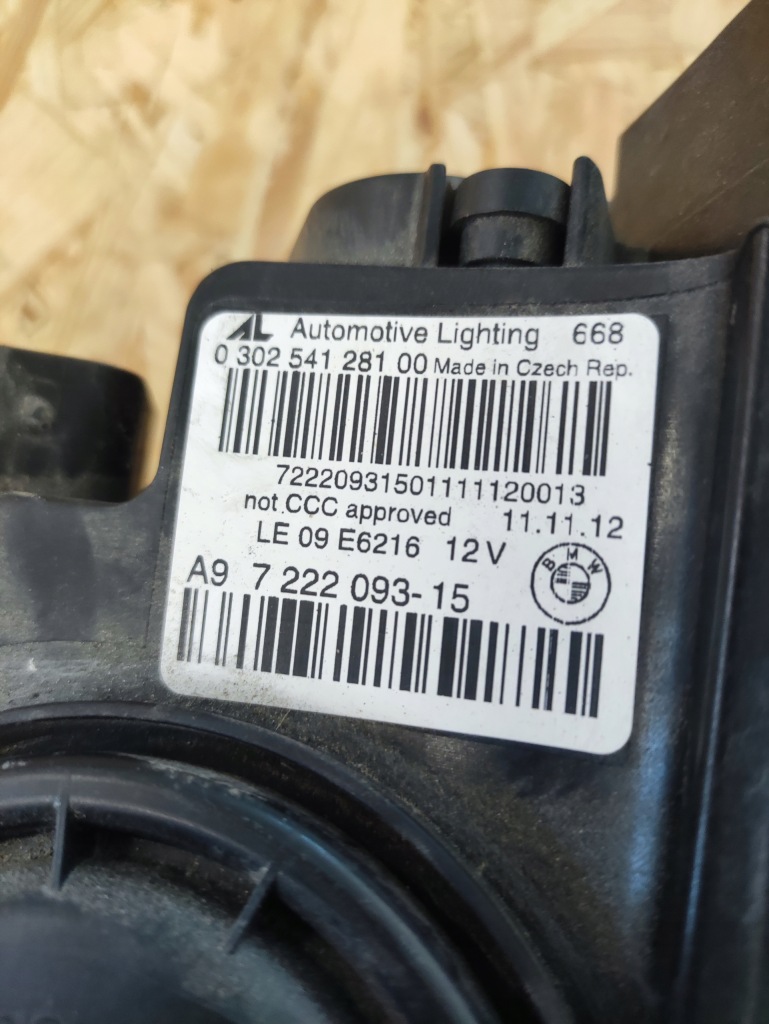 AL Automotive Lighting 668
0 302 541 281 00 Made in Czech Rep.
72220931501111120013
not CCC approved 11.11.12
LE 09 E6216 12V
BMW
A9 7 222 093-15